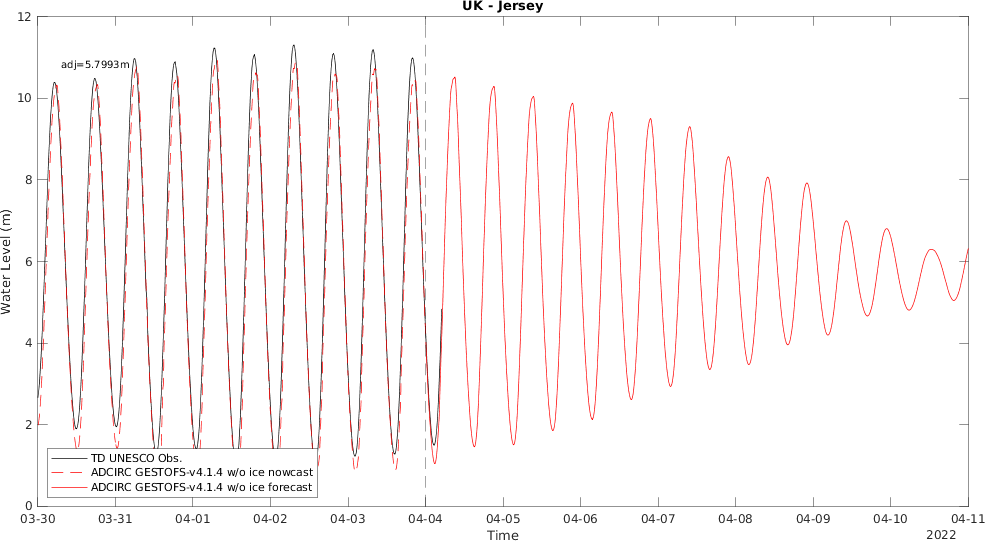 UK - Jersey
12
10
8
6
4
2
0
Water Level (m)
adj=5.7993m
TD UNESCO Obs.
ADCIRC GESTOFS-v4.1.4 w/o ice nowcast
ADCIRC GESTOFS-v4.1.4 w/o ice forecast
03-30 03-31 04-01 04-02 04-03 04-04 04-05 04-06 04-07 04-08 04-09 04-10 04-11
Time
2022